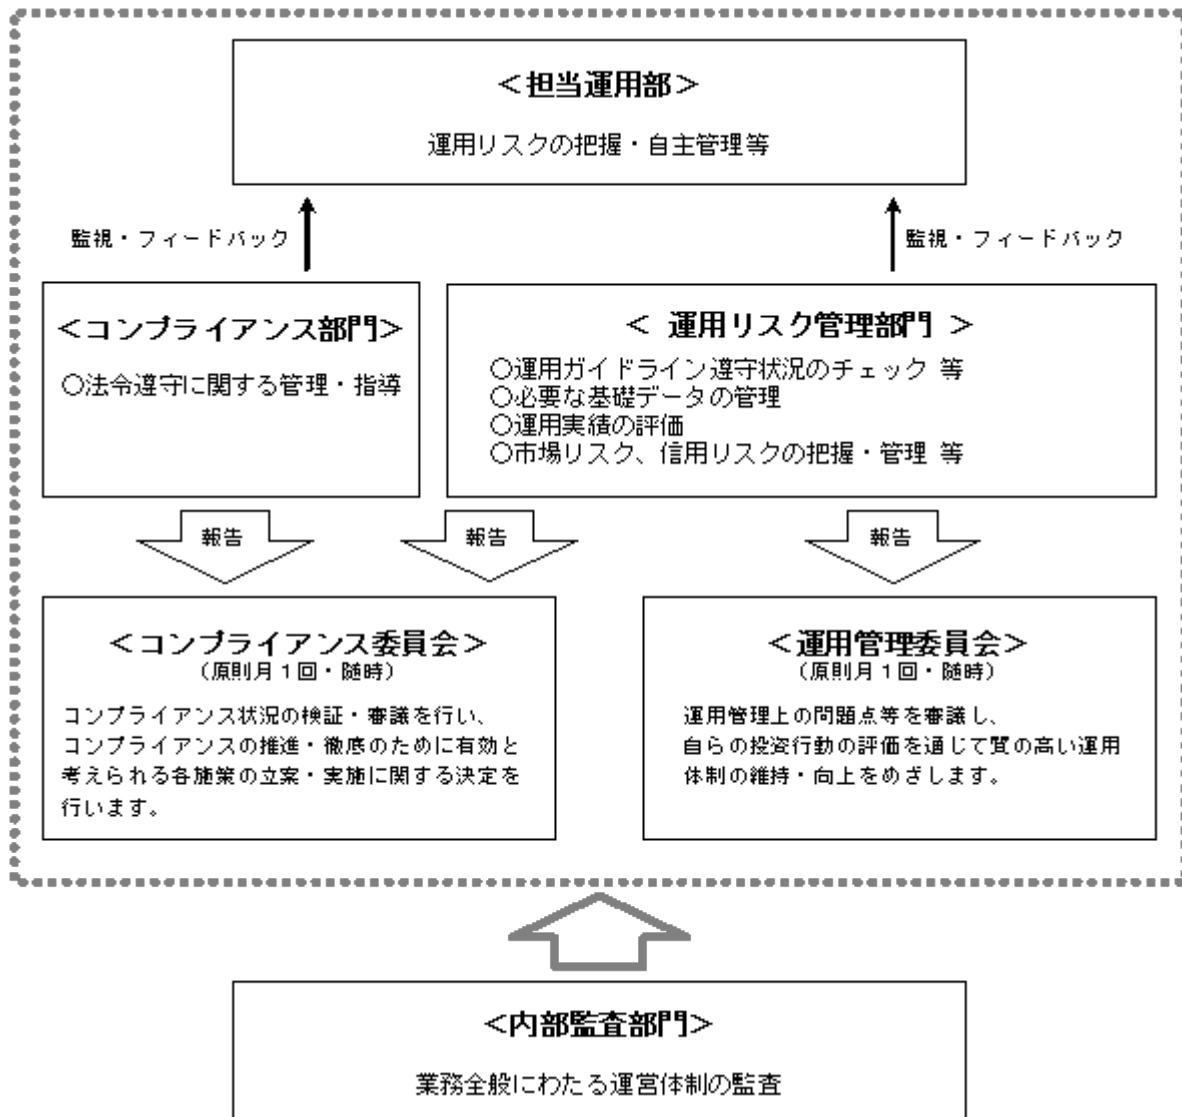 ＜担当運用部＞
運用リスクの把握・自主管理等
監視・フィードバック
監視・フィードバック
＜コンプライアンス部門＞
○法令遵守に関する管理・指導
＜ 運用リスク管理部門 ＞
○運用ガイドライン遵守状況のチェック 等
○必要な基礎データの管理
○運用実績の評価
○市場リスク、信用リスクの把握・管理 等
報告
報告
報告
＜コンプライアンス委員会＞
（原則月１回・随時）
コンプライアンス状況の検証・審議を行い、
コンプライアンスの推進・徹底のために有効と
考えられる各施策の立案・実施に関する決定を
行います。
＜運用管理委員会＞
（原則月１回・随時）
運用管理上の問題点等を審議し、
自らの投資行動の評価を通じて質の高い運用
体制の維持・向上をめざします。
＜内部監査部門＞
業務全般にわたる運営体制の監査